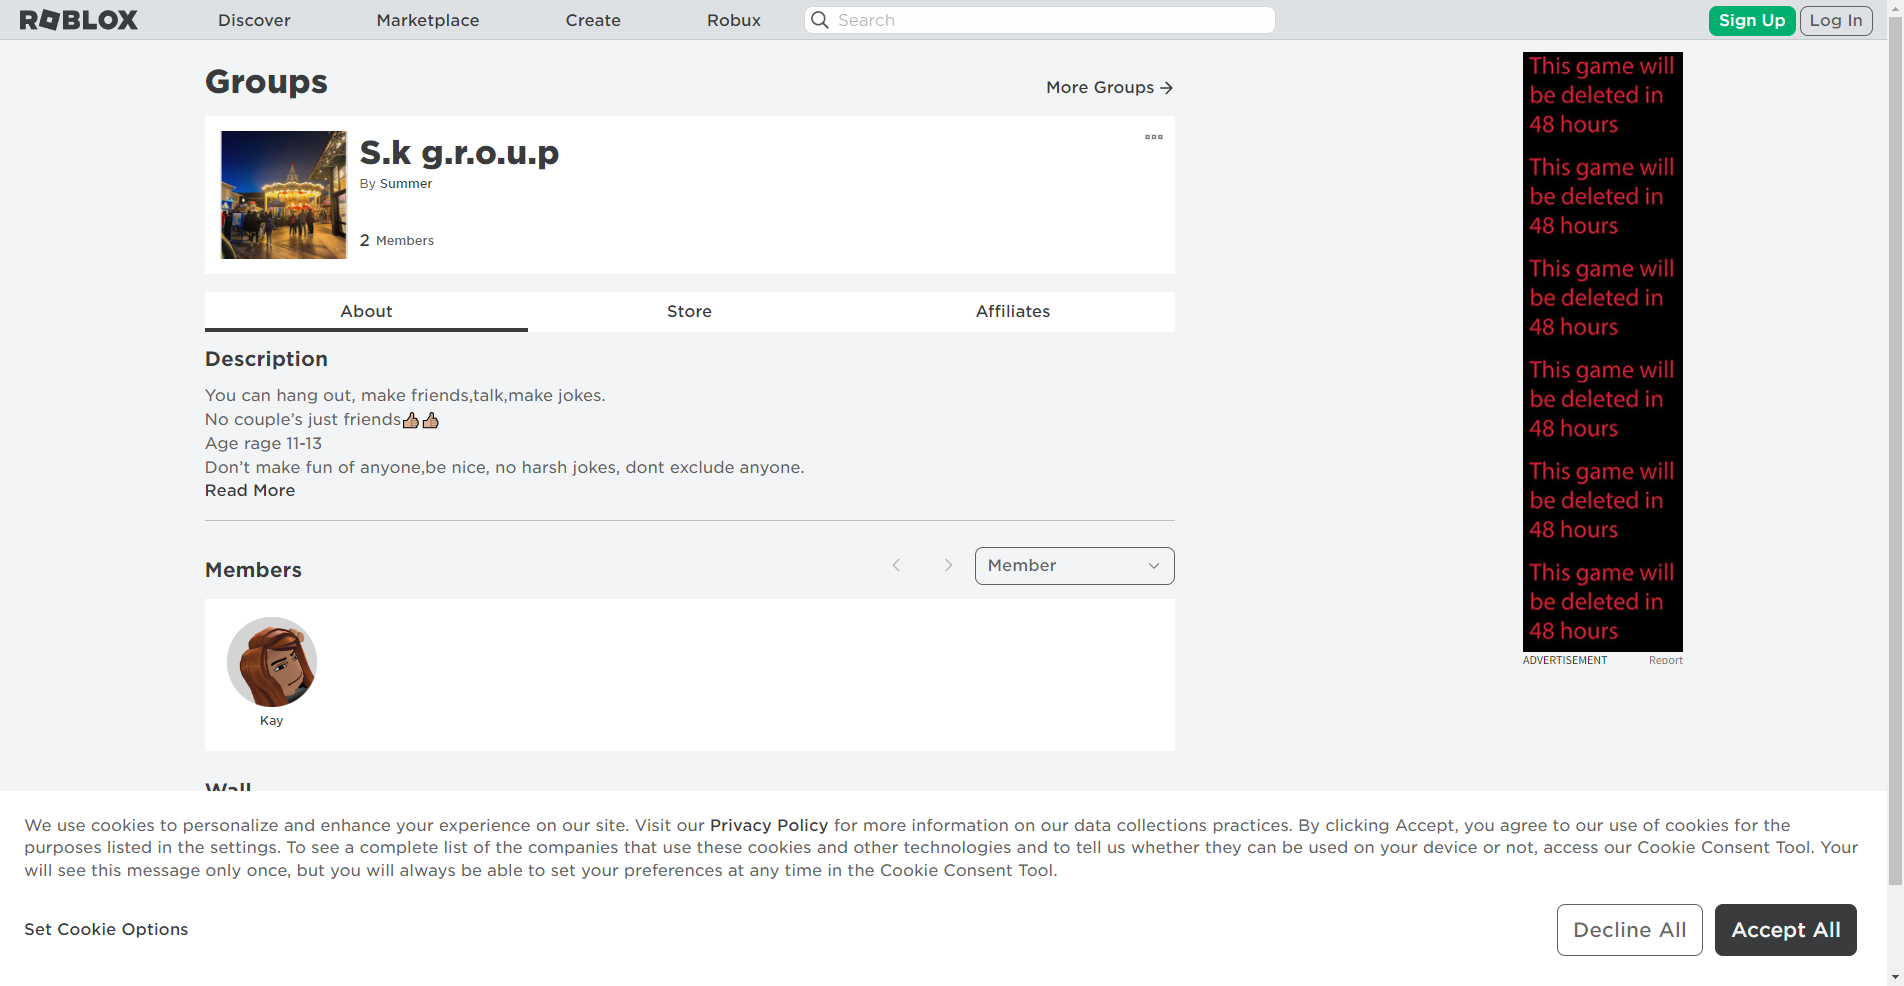 ROBLOX
Discover
Marketplace
Create
Robux
Search
Sign Up
Log In
Groups
More Groups
S.k g.r.o.u.p
By Summer
2 Members
About
Store
Affiliates
Description
You can hang out, make friends,talk,make jokes.
No couple's just friends👍🏼👍🏼
Age rage 11-13
Don't make fun of anyone,be nice, no harsh jokes, dont exclude anyone.
Read More
Members
Member
Kay
Wall
This game will
be deleted in
48 hours
This game will
be deleted in
48 hours
This game will
be deleted in
48 hours
This game will
be deleted in
48 hours
This game will
be deleted in
48 hours
This game will
be deleted in
48 hours
ADVERTISEMENT
Report
We use cookies to personalize and enhance your experience on our site. Visit our Privacy Policy for more information on our data collections practices. By clicking Accept, you agree to our use of cookies for the
purposes listed in the settings. To see a complete list of the companies that use these cookies and other technologies and to tell us whether they can be used on your device or not, access our Cookie Consent Tool. Your
will see this message only once, but you will always be able to set your preferences at any time in the Cookie Consent Tool.
Set Cookie Options
Decline All
Accept All